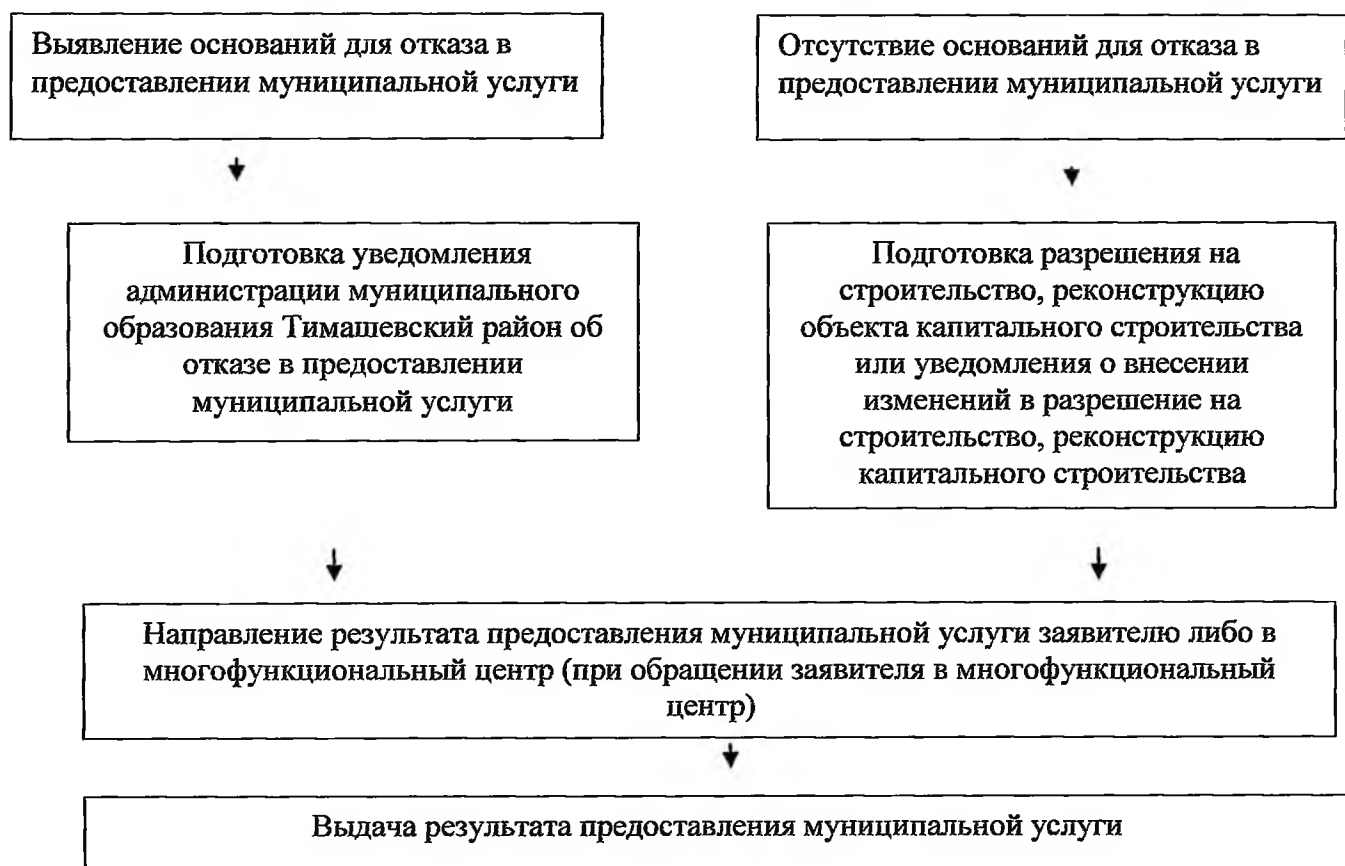 Выявление оснований для отказа в
предоставлении муниципальной услуги
Отсутствие оснований для отказа в
предоставлении муниципальной услуги
Подготовка уведомления
администрации муниципального
образования Тимашевский район об
отказе в предоставлении
муниципальной услуги
Подготовка разрешения на
строительство, реконструкцию
объекта капитального строительства
или уведомления о внесении
изменений в разрешение на
строительство, реконструкцию
капитального строительства
Направление результата предоставления муниципальной услуги заявителю либо в
многофункциональный центр (при обращении заявителя в многофункциональный
центр)
Выдача результата предоставления муниципальной услуги